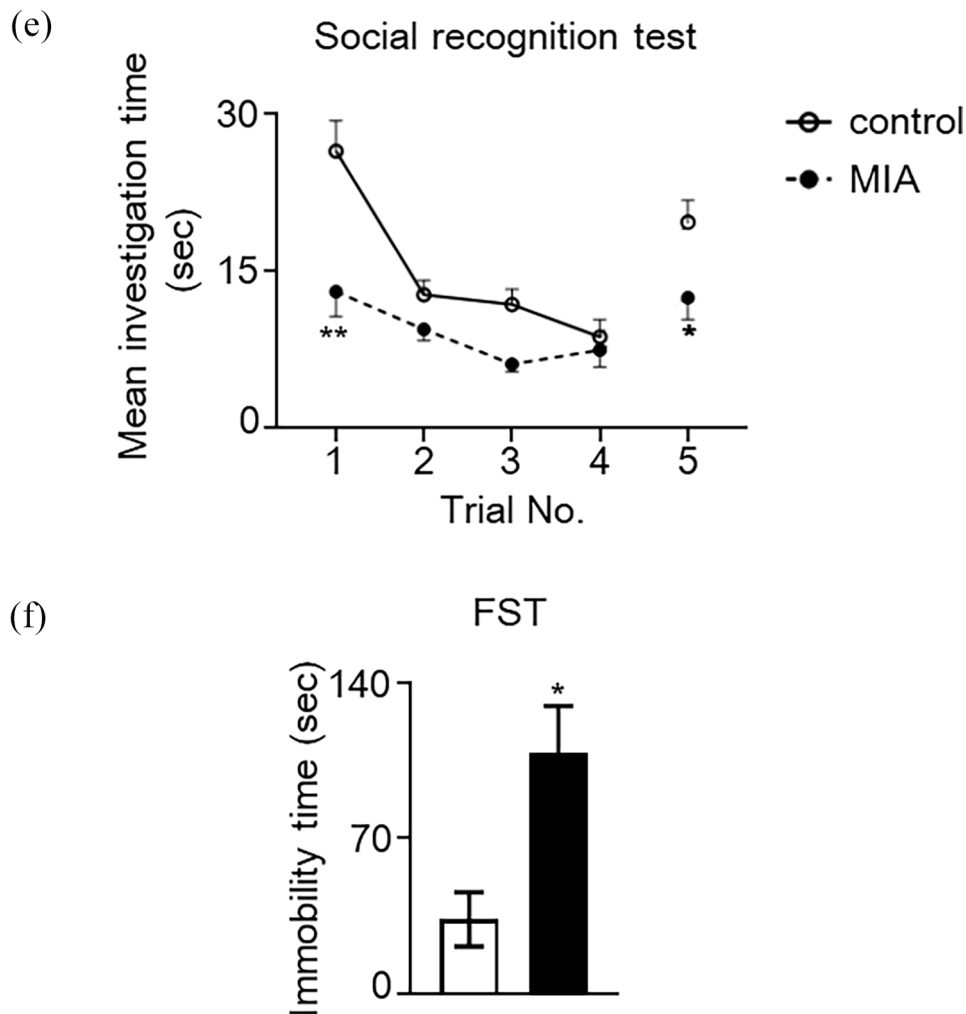 (e)
Social recognition test
Mean investigation time
(sec)
30
15
0
**
*
1 2 3 4 5
Trial No.
control
MIA
(f)
FST
Immobility time (sec)
140
70
0
*